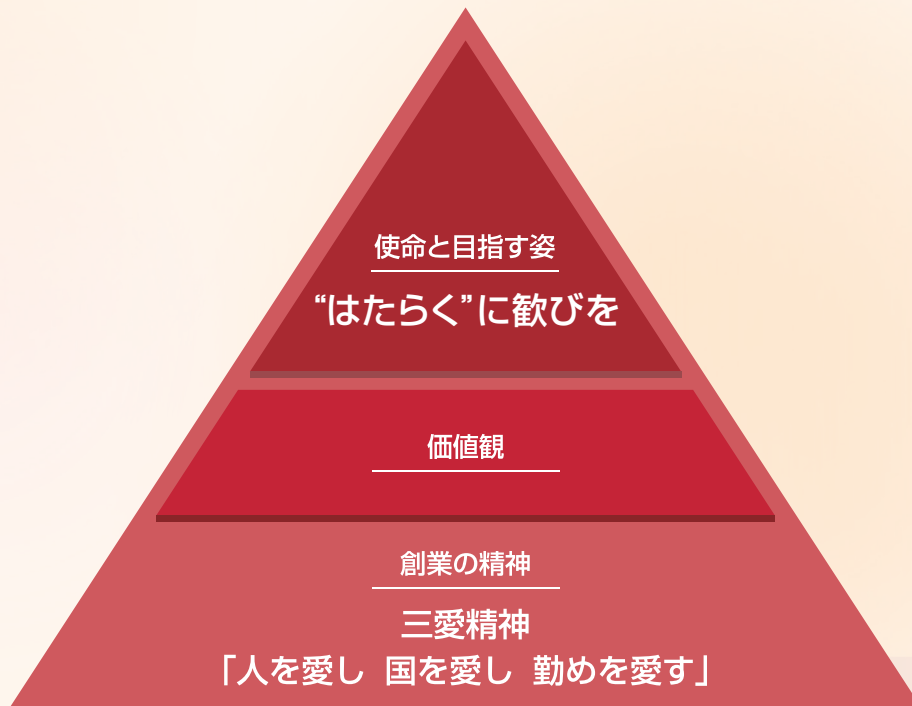 使命と目指す姿
“はたらく”に歓びを
価値観
創業の精神
三愛精神
「人を愛し 国を愛し 勤めを愛す」